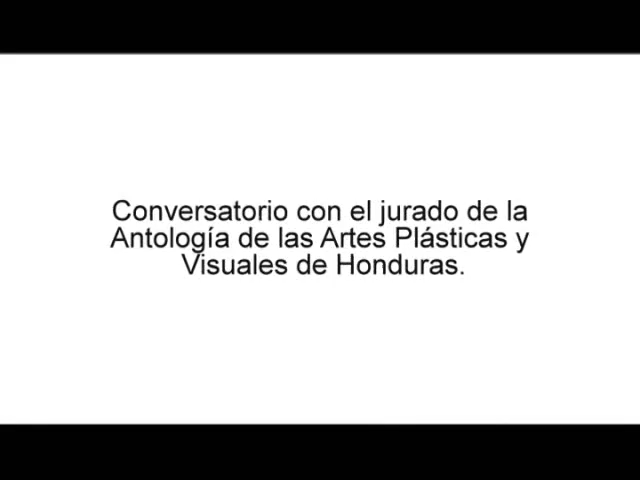 Conversatorio con el jurado de la
Antología de las Artes Plásticas y
Visuales de Honduras.